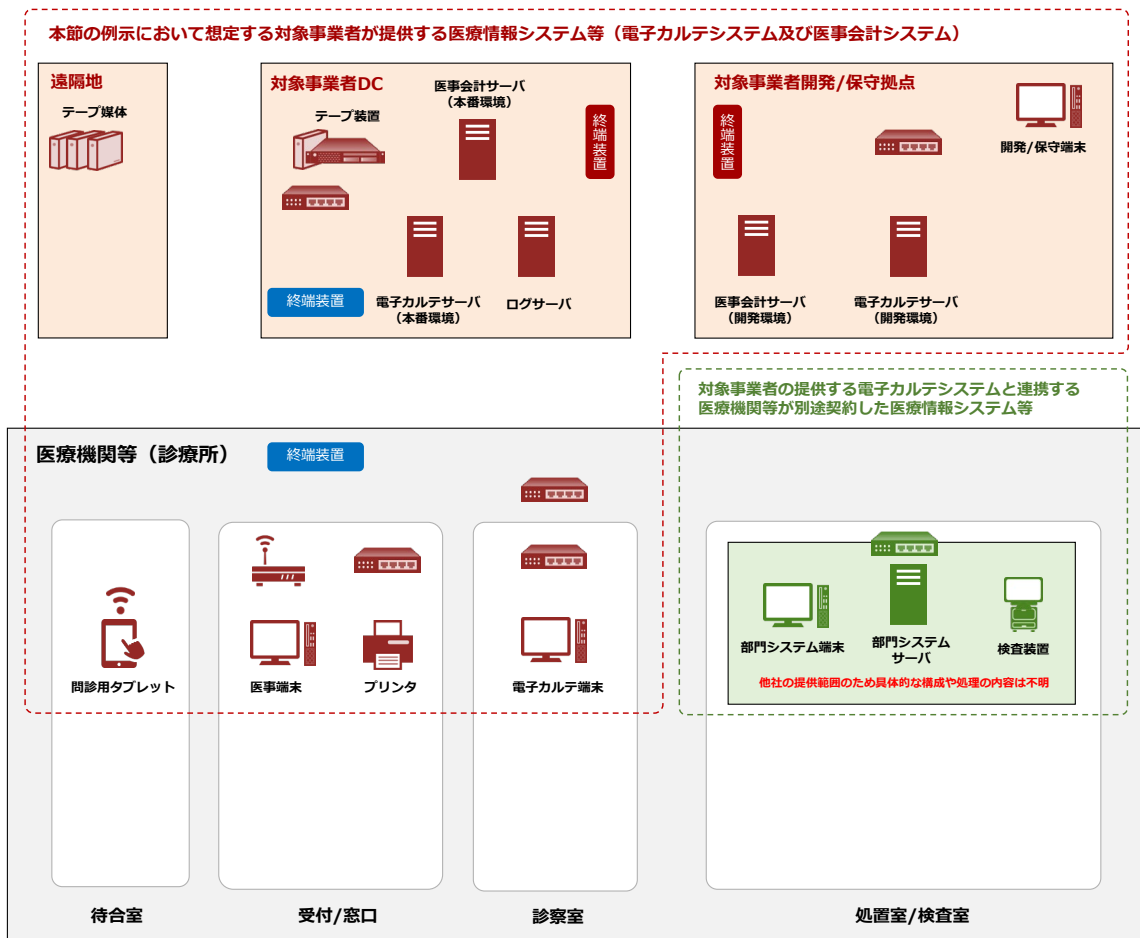 本節の例示において想定する対象事業者が提供する医療情報システム等（電子カルテシステム及び医事会計システム）
遠隔地
テープ媒体
対象事業者DC
テープ装置
医事会計サーバ
（本番環境）
終端装置
終端装置
電子カルテサーバ
（本番環境）
ログサーバ
対象事業者開発/保守拠点
終端装置
開発/保守端末
医事会計サーバ
（開発環境）
電子カルテサーバ
（開発環境）
対象事業者の提供する電子カルテシステムと連携する
医療機関等が別途契約した医療情報システム等
医療機関等（診療所）
終端装置
問診用タブレット
医事端末
プリンタ
電子カルテ端末
部門システム端末
部門システム
サーバ
検査装置
他社の提供範囲のため具体的な構成や処理の内容は不明
待合室
受付/窓口
診察室
処置室/検査室